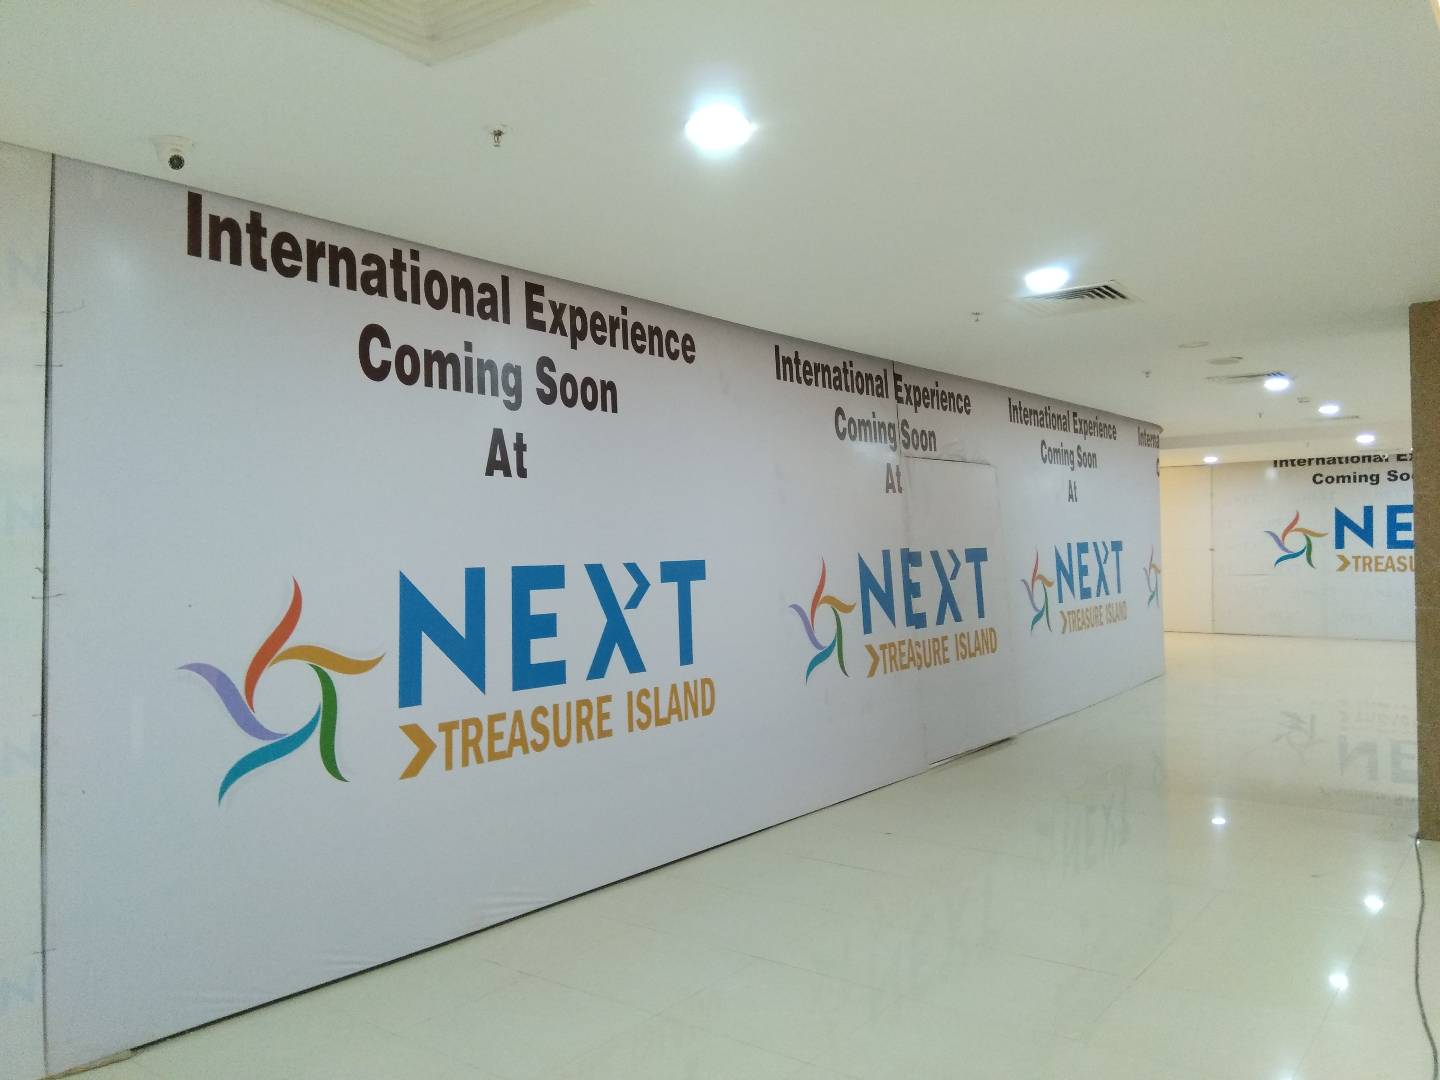 International Experience
Coming Soon
At
NEXT
TREASURE ISLAND
International Experience
Coming Soon
At
NEXT
TREASURE ISLAND
International Experience
Coming Soon
At
NEXT
TREASURE ISLAND
International
Coming
NE
TREASU